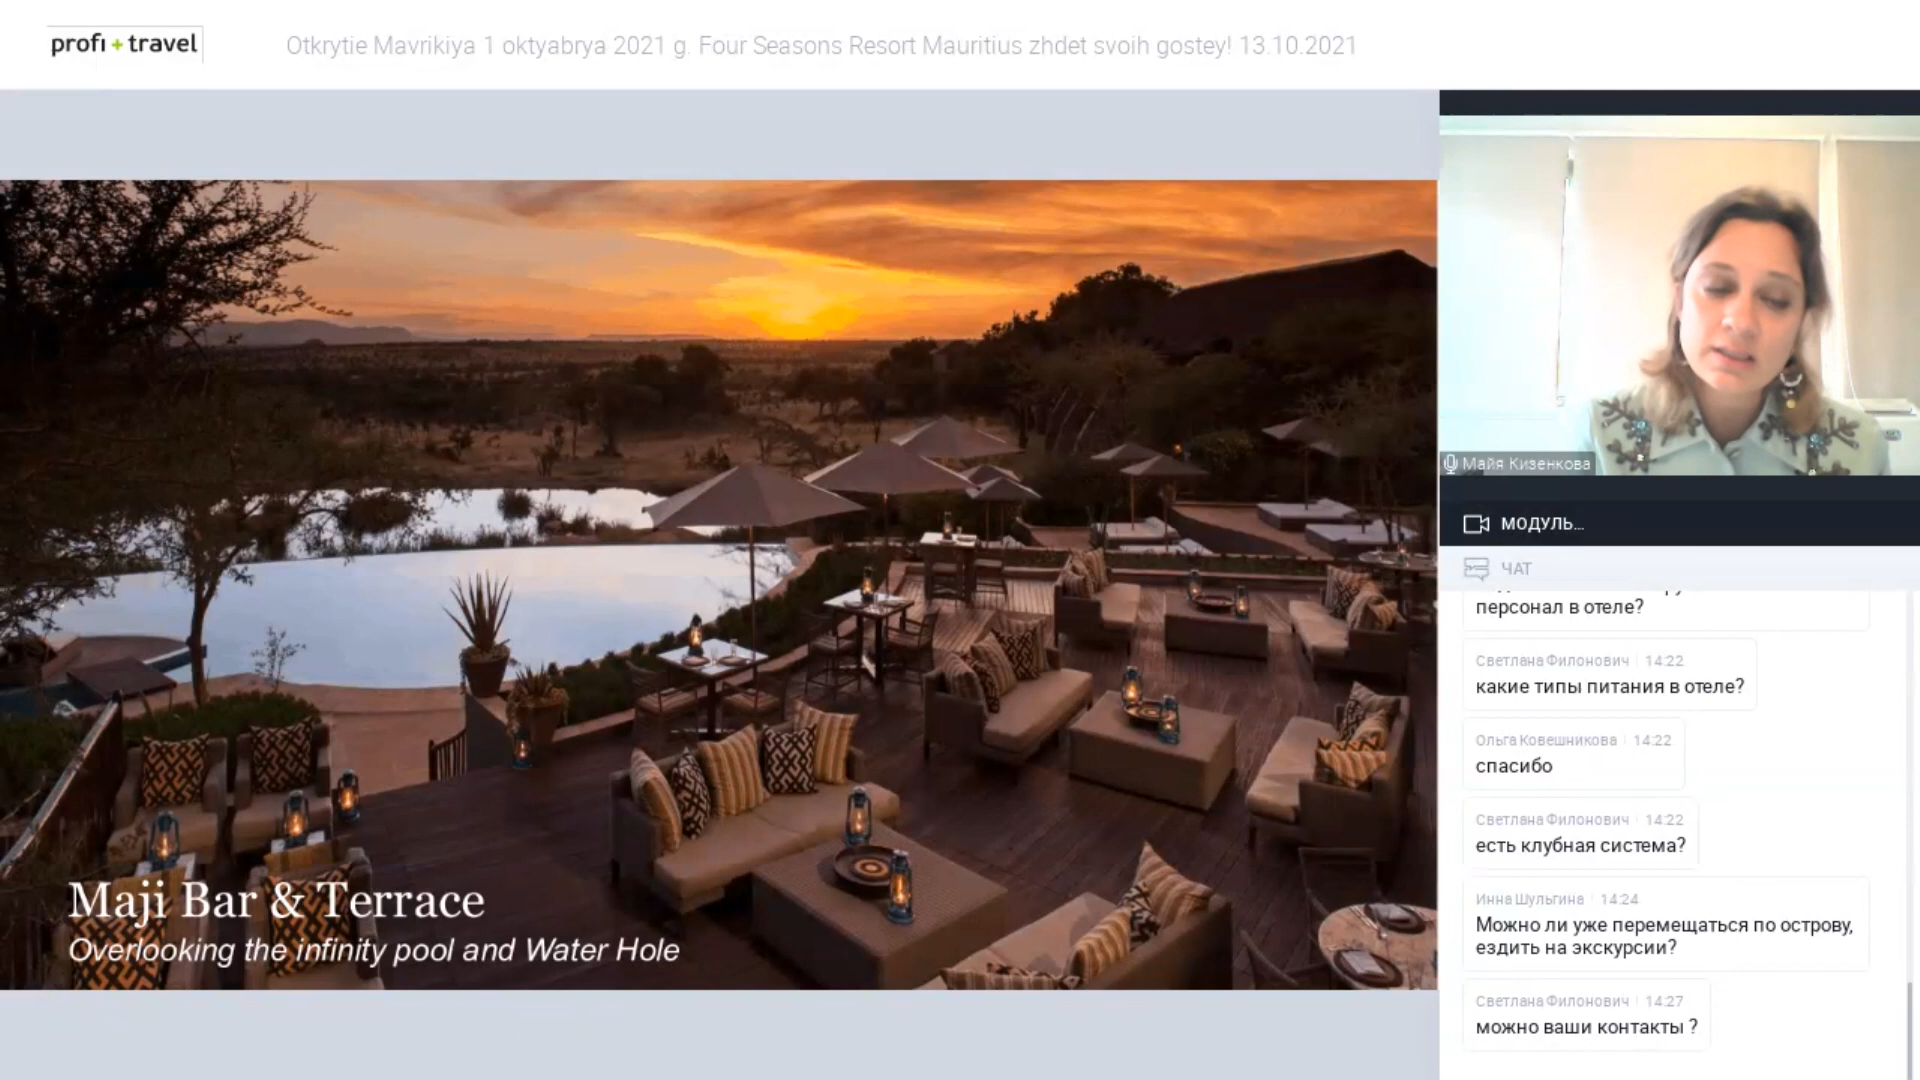 profi + travel
Otkrytie Mavrikiya 1 oktyabrya 2021 g. Four Seasons Resort Mauritius zhdet svoih gostey! 13.10.2021
Майя Кизенкова
МОДУЛЬ...
ЧАТ
персонал в отеле?
Светлана Филонович 14:22
какие типы питания в отеле?
Ольга Ковешникова 14:22
спасибо
Светлана Филонович 14:22
есть клубная система?
Инна Шульгина 14:24
Можно ли уже перемещаться по острову,
ездить на экскурсии?
Светлана Филонович 14:27
можно ваши контакты ?
Maji Bar & Terrace
Overlooking the infinity pool and Water Hole